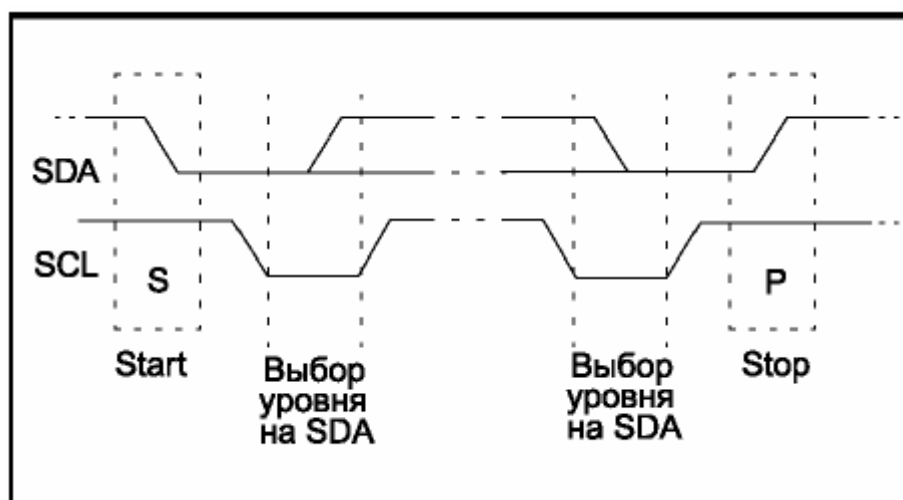 SDA
SCL
S
P
Start
Выбор
уровня
на SDA
Выбор
уровня
на SDA
Stop